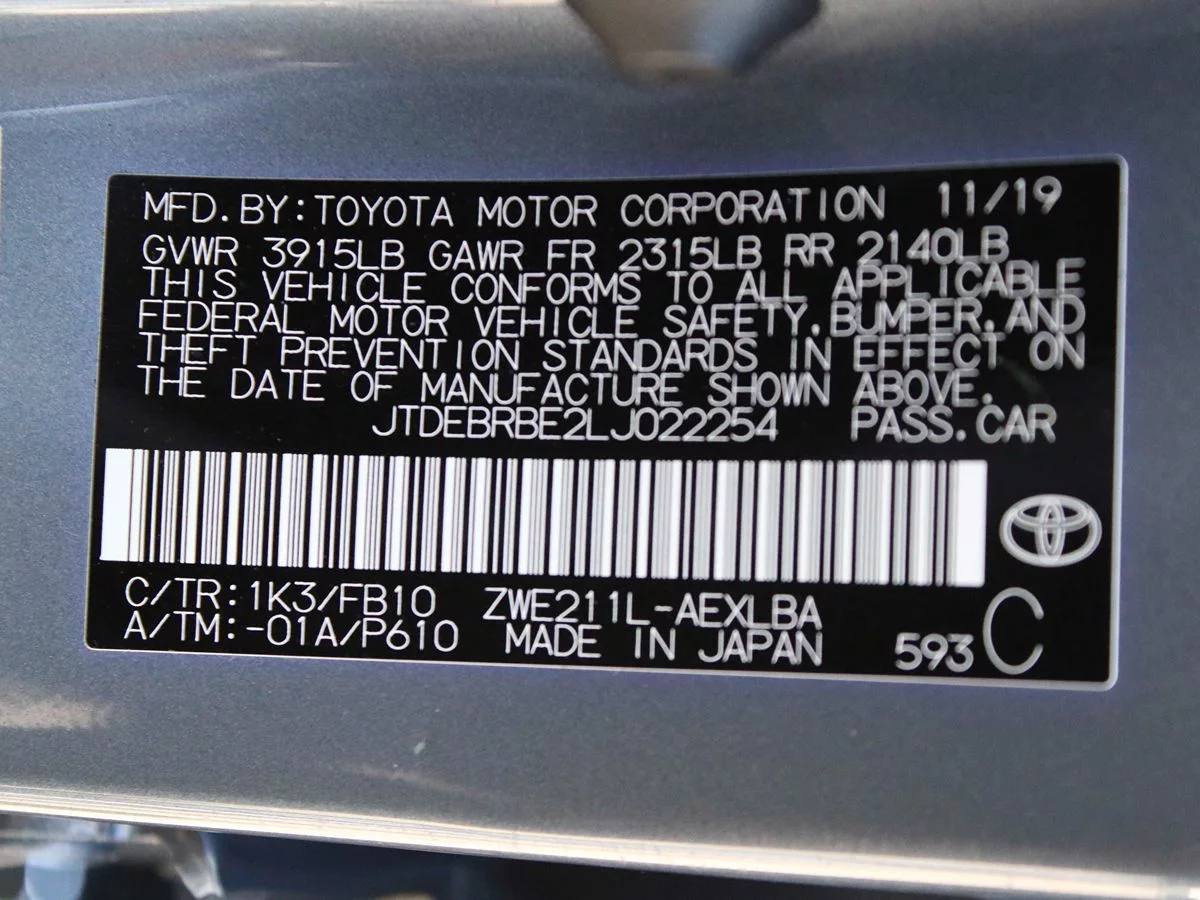 MFD.BY:TOYOTA MOTOR CORPORATION 11/19
GVWR 3915LB GAWR FR 2315LB RR 2140LB
THIS VEHICLE CONFORMS TO ALL APPLICABLE
FEDERAL MOTOR VEHICLE SAFETY,BUMPER,AND
THEFT PREVENTION STANDARDS IN EFFECT ON
THE DATE OF MANUFACTURE SHOWN ABOVE.
JTDEBRBE2LJ022254 PASS.CAR
C/TR:1K3/FB10 ZWE211L-AEXLBA
A/TM:-01A/P610 MADE IN JAPAN 593 C